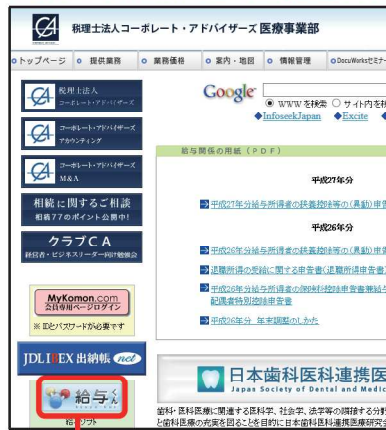 税理士法人コーポレート・アドバイザーズ 医療事業部
トップページ 提供業務 業務価格 案内・地図 情報管理 DocuWorksセミナー
税理士法人
コーポレート・アドバイザーズ
コーポレート・アドバイザーズ
アカウンティング
コーポレート・アドバイザーズ
M&A
相続に関するご相談
相続77のポイント公開中!
クラブCA
経営者・ビジネスリーダー向け勉強会
MyKomon.com
会員専用ページログイン
※ IDとパスワードが必要です
JDL IBEX 出納帳 net
給与くん
給与ソフト
Google
WWW を検索 サイト内を検
InfoseekJapan Excite
給与関係の用紙(PDF)
平成27年分
平成27年分給与所得者の扶養控除等の(異動)申告
平成26年分
平成26年分給与所得者の扶養控除等の(異動)申告
退職所得の受給に関する申告書(退職所得申告書)
平成26年分給与所得者の保険料控除申告書兼給与
配偶者特別控除申告書
平成26年分 年末調整のしかた
日本歯科医科連携医
Japan Society of Dental and Medic
歯科・医科医療に関連する医科学、社会学、法学等の隣接する分野
と歯科医療の充実を図ることを目的に日本歯科医科連携医療研究